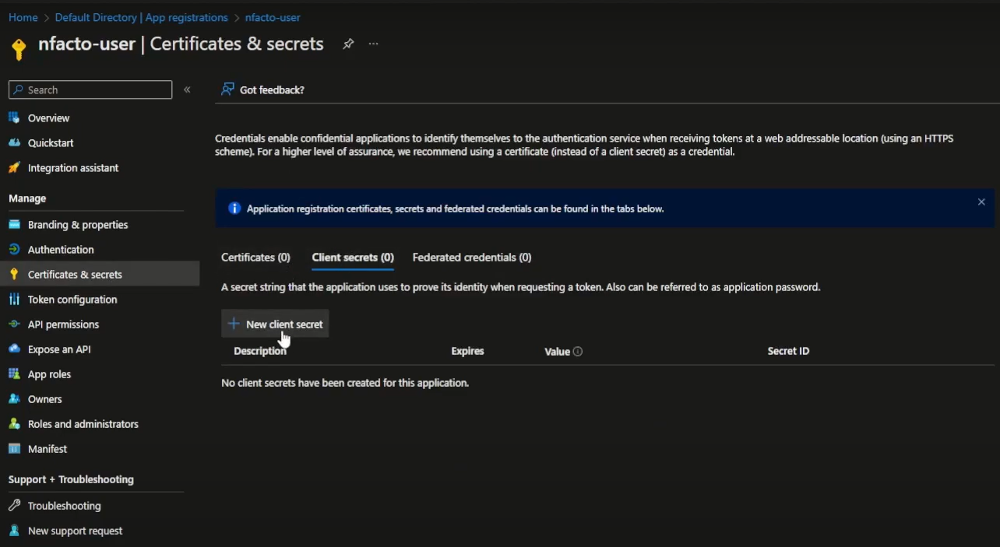 Home > Default Directory | App registrations > nfacto-user
nfacto-user | Certificates & secrets
Search
Got feedback?
Overview
Quickstart
Integration assistant
Manage
Branding & properties
Authentication
Certificates & secrets
Token configuration
API permissions
Expose an API
App roles
Owners
Roles and administrators
Manifest
Support + Troubleshooting
Troubleshooting
New support request
Credentials enable confidential applications to identify themselves to the authentication service when receiving tokens at a web addressable location (using an HTTPS
scheme). For a higher level of assurance, we recommend using a certificate (instead of a client secret) as a credential.
Application registration certificates, secrets and federated credentials can be found in the tabs below.
Certificates (0) Client secrets (0) Federated credentials (0)
A secret string that the application uses to prove its identity when requesting a token. Also can be referred to as application password.
New client secret
Description Expires Value Secret ID
No client secrets have been created for this application.